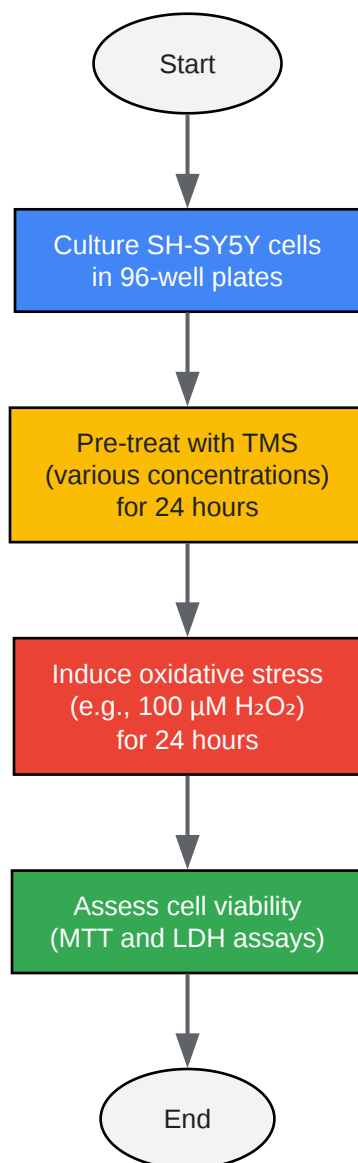 Start
Culture SH-SY5Y cells
in 96-well plates
Pre-treat with TMS
(various concentrations)
for 24 hours
Induce oxidative stress
(e.g., 100 µM H₂O₂)
for 24 hours
Assess cell viability
(MTT and LDH assays)
End